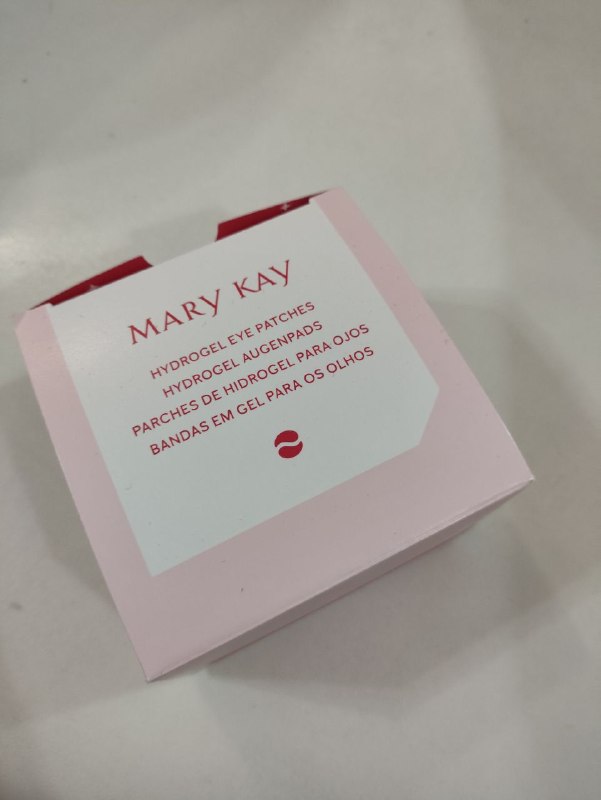 MARY KAY
HYDROGEL EYE PATCHES
HYDROGEL AUGENPADS
PARCHES DE HIDROGEL PARA OJOS
BANDAS EM GEL PARA OS OLHOS